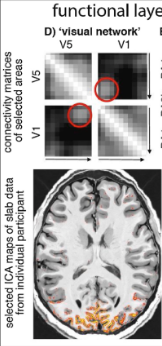 functional laye
D) 'visual network'
V5 V1
V5
V1
connectivity matrices
of selected areas
selected ICA maps of slab data
from individual participant